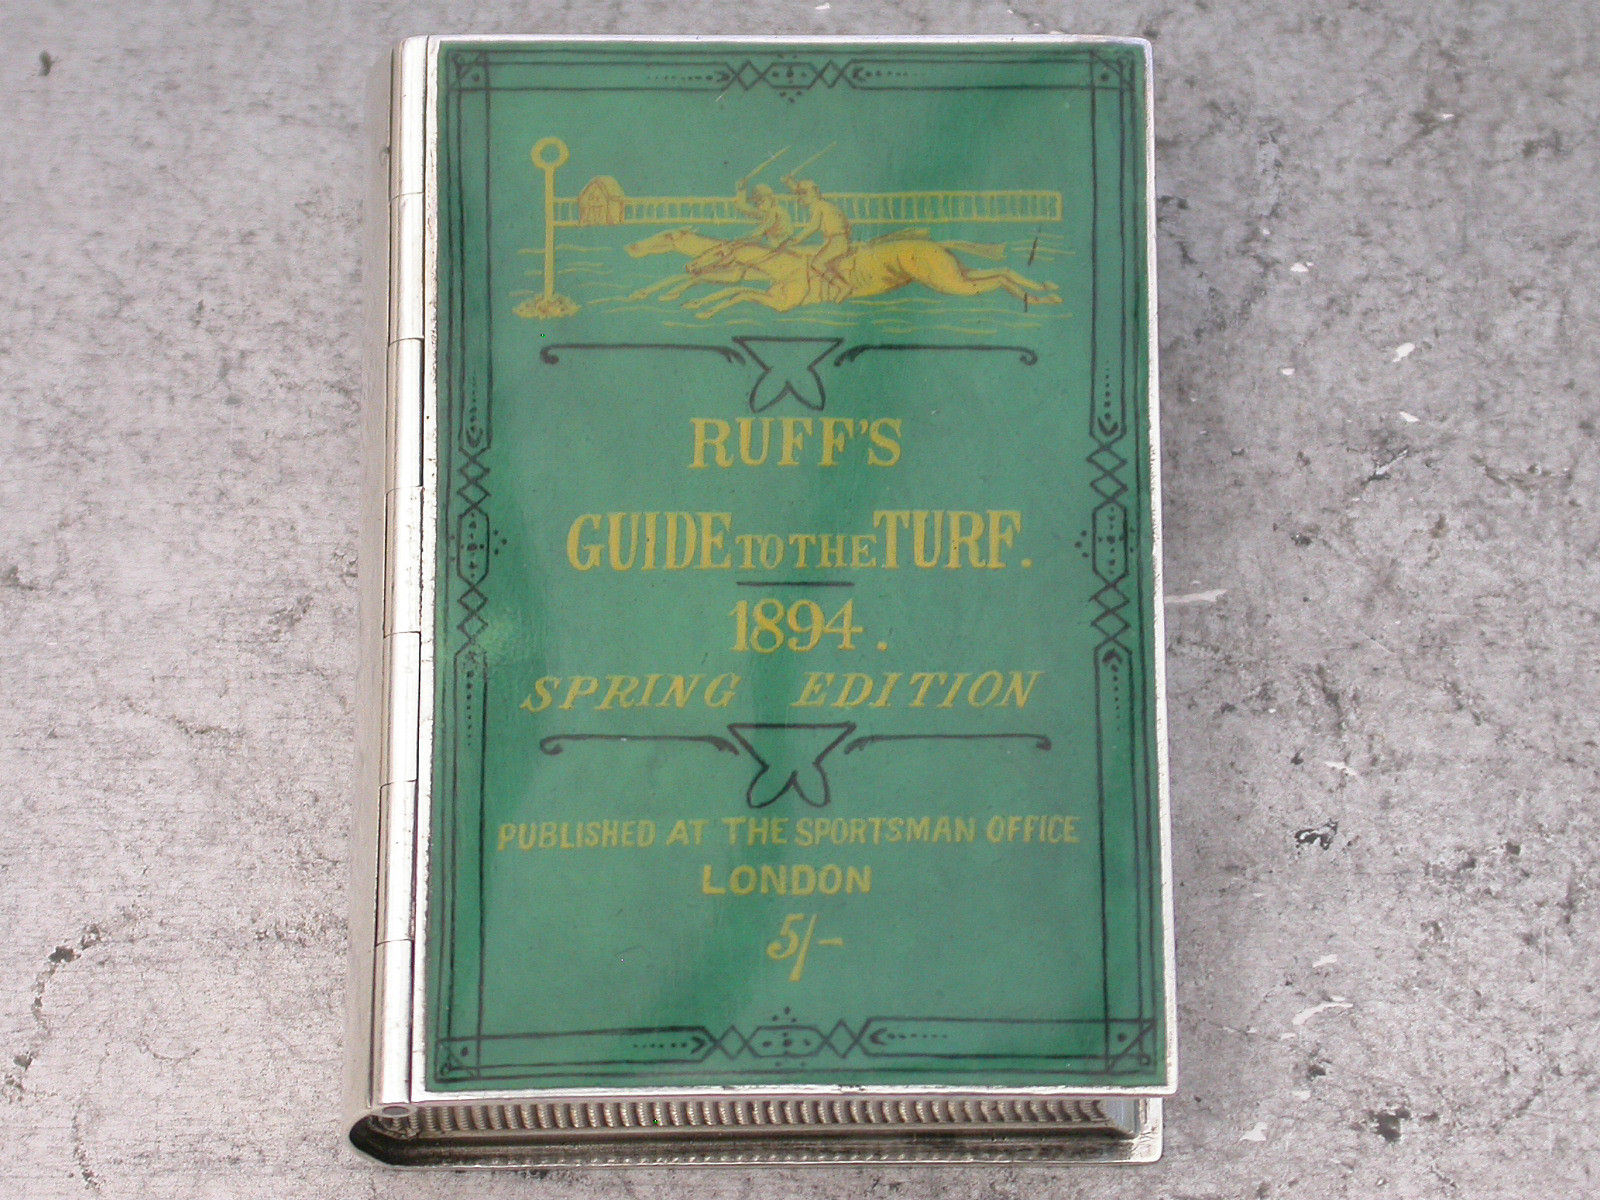 RUFF'S
GUIDE TO THE TURF.
1894.
SPRING EDITION
PUBLISHED AT THE SPORTSMAN OFFICE
LONDON
5/-